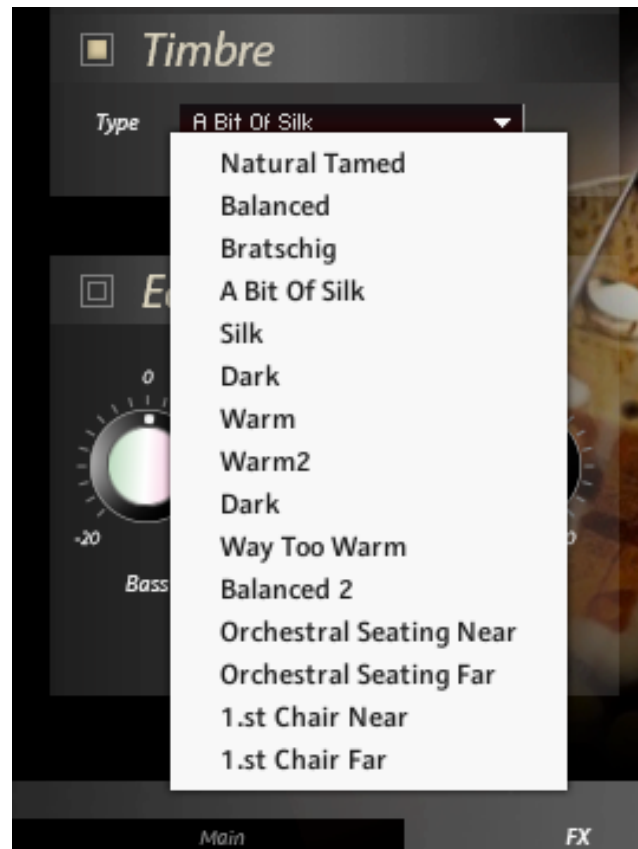 Timbre
Type A Bit Of Silk
Natural Tamed
Balanced
Bratschig
A Bit Of Silk
Silk
Dark
Warm
Warm2
Dark
Way Too Warm
Balanced 2
Orchestral Seating Near
Orchestral Seating Far
1.st Chair Near
1.st Chair Far
0
-20
Bass
Main FX